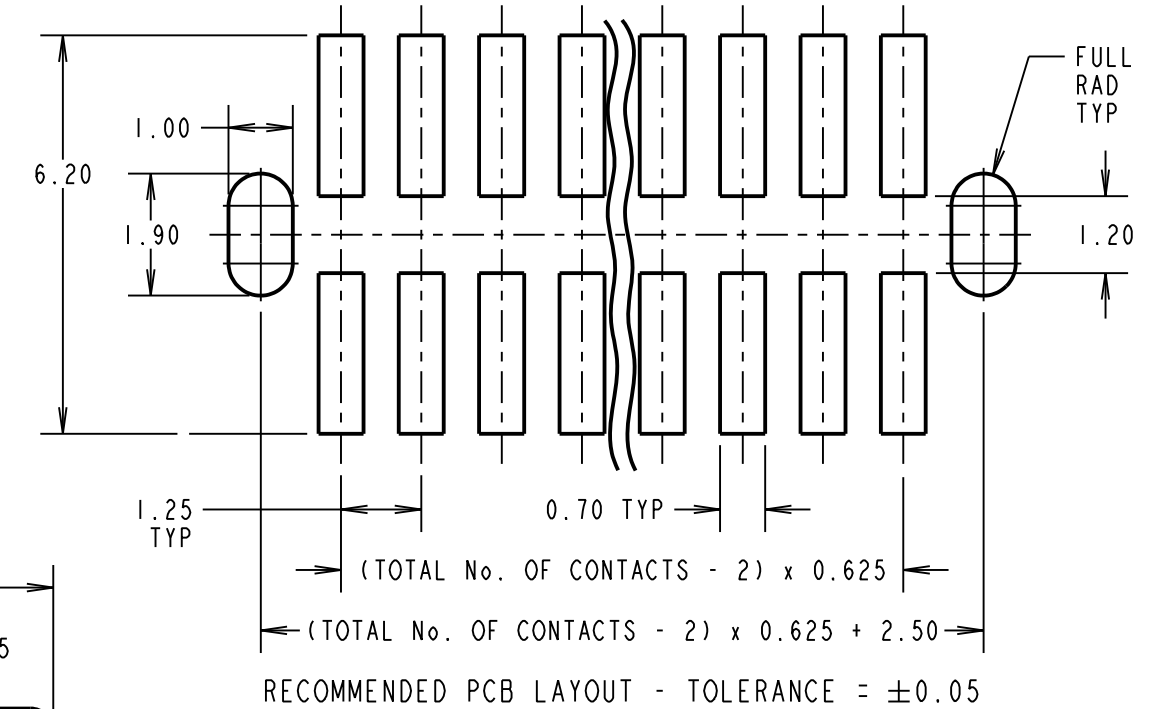 FULL
RAD
TYP
1.00
6.20
1.90
1.20
1.25
TYP
0.70 TYP
(TOTAL No. OF CONTACTS - 2) x 0.625
(TOTAL No. OF CONTACTS - 2) x 0.625 + 2.50
5
RECOMMENDED PCB LAYOUT - TOLERANCE = ±0.05